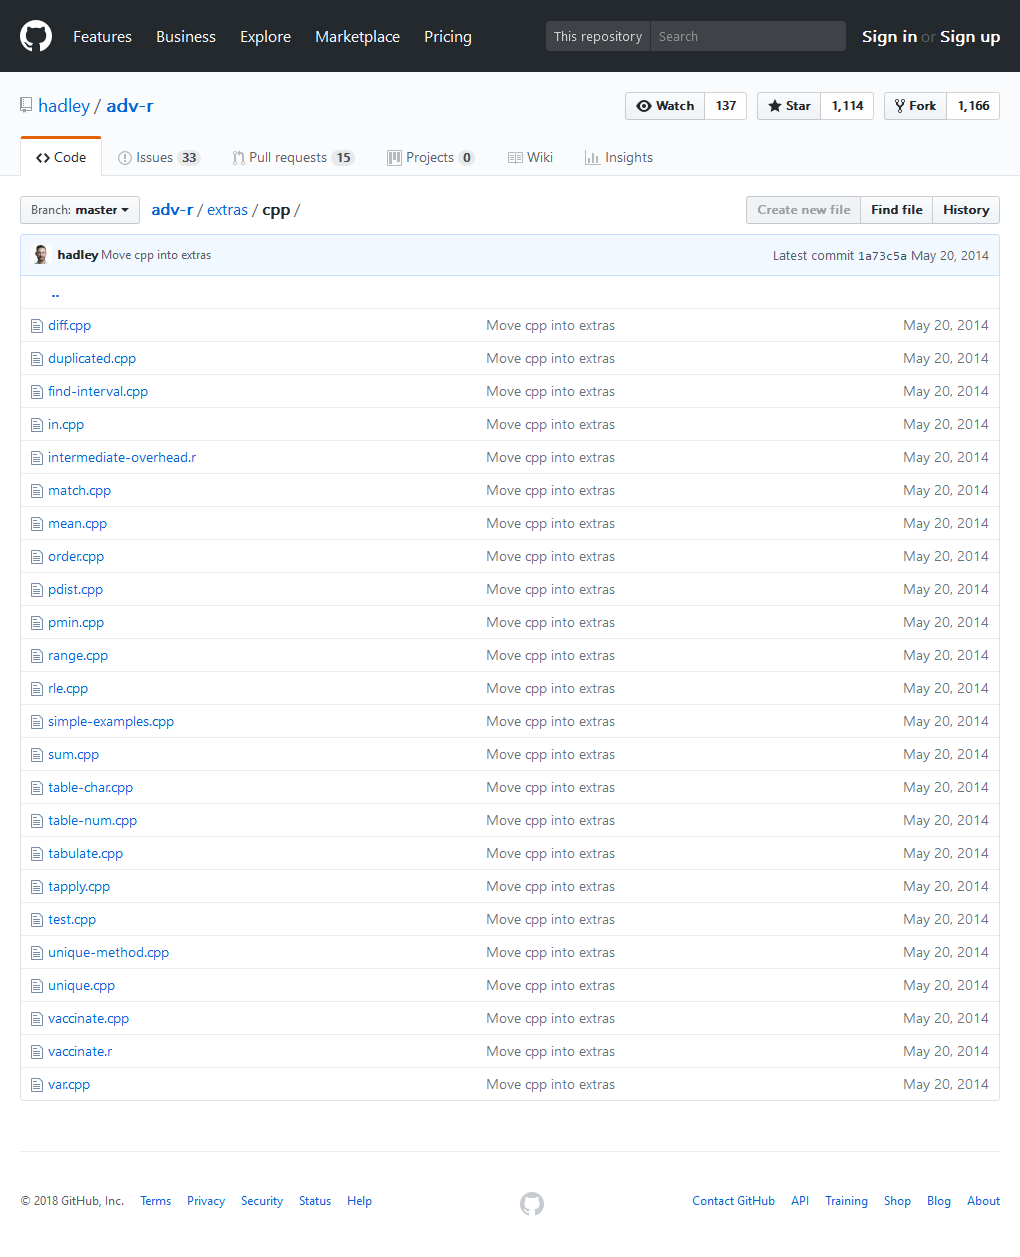 Features Business Explore Marketplace Pricing This repository Search Sign in or Sign up
hadley / adv-r Watch 137 Star 1,114 Fork 1,166
Code Issues 33 Pull requests 15 Projects 0 Wiki Insights
Branch: master adv-r / extras / cpp / Create new file Find file History
hadley Move cpp into extras Latest commit 1a73c5a May 20, 2014
..
diff.cpp Move cpp into extras May 20, 2014
duplicated.cpp Move cpp into extras May 20, 2014
find-interval.cpp Move cpp into extras May 20, 2014
in.cpp Move cpp into extras May 20, 2014
intermediate-overhead.r Move cpp into extras May 20, 2014
match.cpp Move cpp into extras May 20, 2014
mean.cpp Move cpp into extras May 20, 2014
order.cpp Move cpp into extras May 20, 2014
pdist.cpp Move cpp into extras May 20, 2014
pmin.cpp Move cpp into extras May 20, 2014
range.cpp Move cpp into extras May 20, 2014
rle.cpp Move cpp into extras May 20, 2014
simple-examples.cpp Move cpp into extras May 20, 2014
sum.cpp Move cpp into extras May 20, 2014
table-char.cpp Move cpp into extras May 20, 2014
table-num.cpp Move cpp into extras May 20, 2014
tabulate.cpp Move cpp into extras May 20, 2014
tapply.cpp Move cpp into extras May 20, 2014
test.cpp Move cpp into extras May 20, 2014
unique-method.cpp Move cpp into extras May 20, 2014
unique.cpp Move cpp into extras May 20, 2014
vaccinate.cpp Move cpp into extras May 20, 2014
vaccinate.r Move cpp into extras May 20, 2014
var.cpp Move cpp into extras May 20, 2014
© 2018 GitHub, Inc. Terms Privacy Security Status Help Contact GitHub API Training Shop Blog About